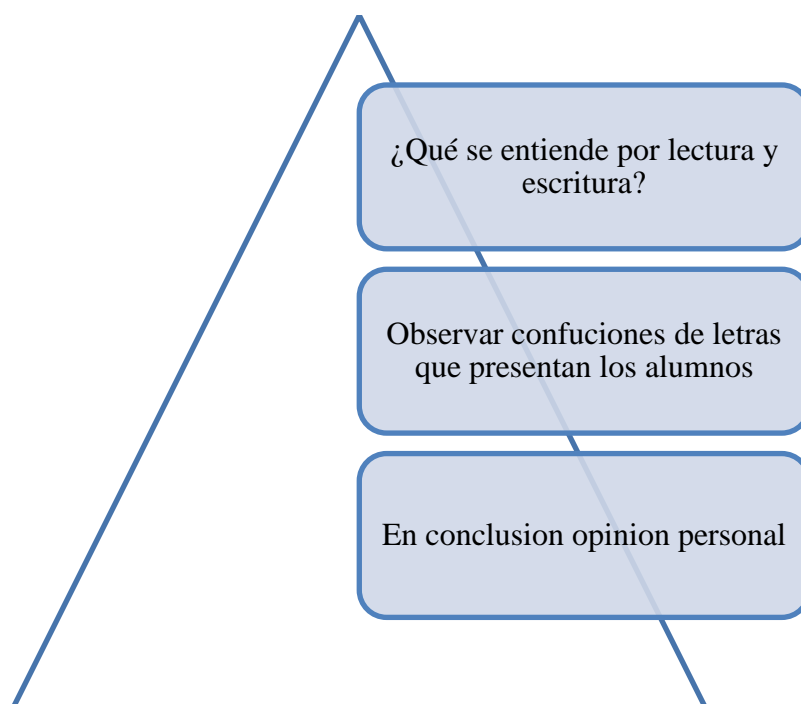 ¿Qué se entiende por lectura y
escritura?
Observar confuciones de letras
que presentan los alumnos
En conclusion opinion personal